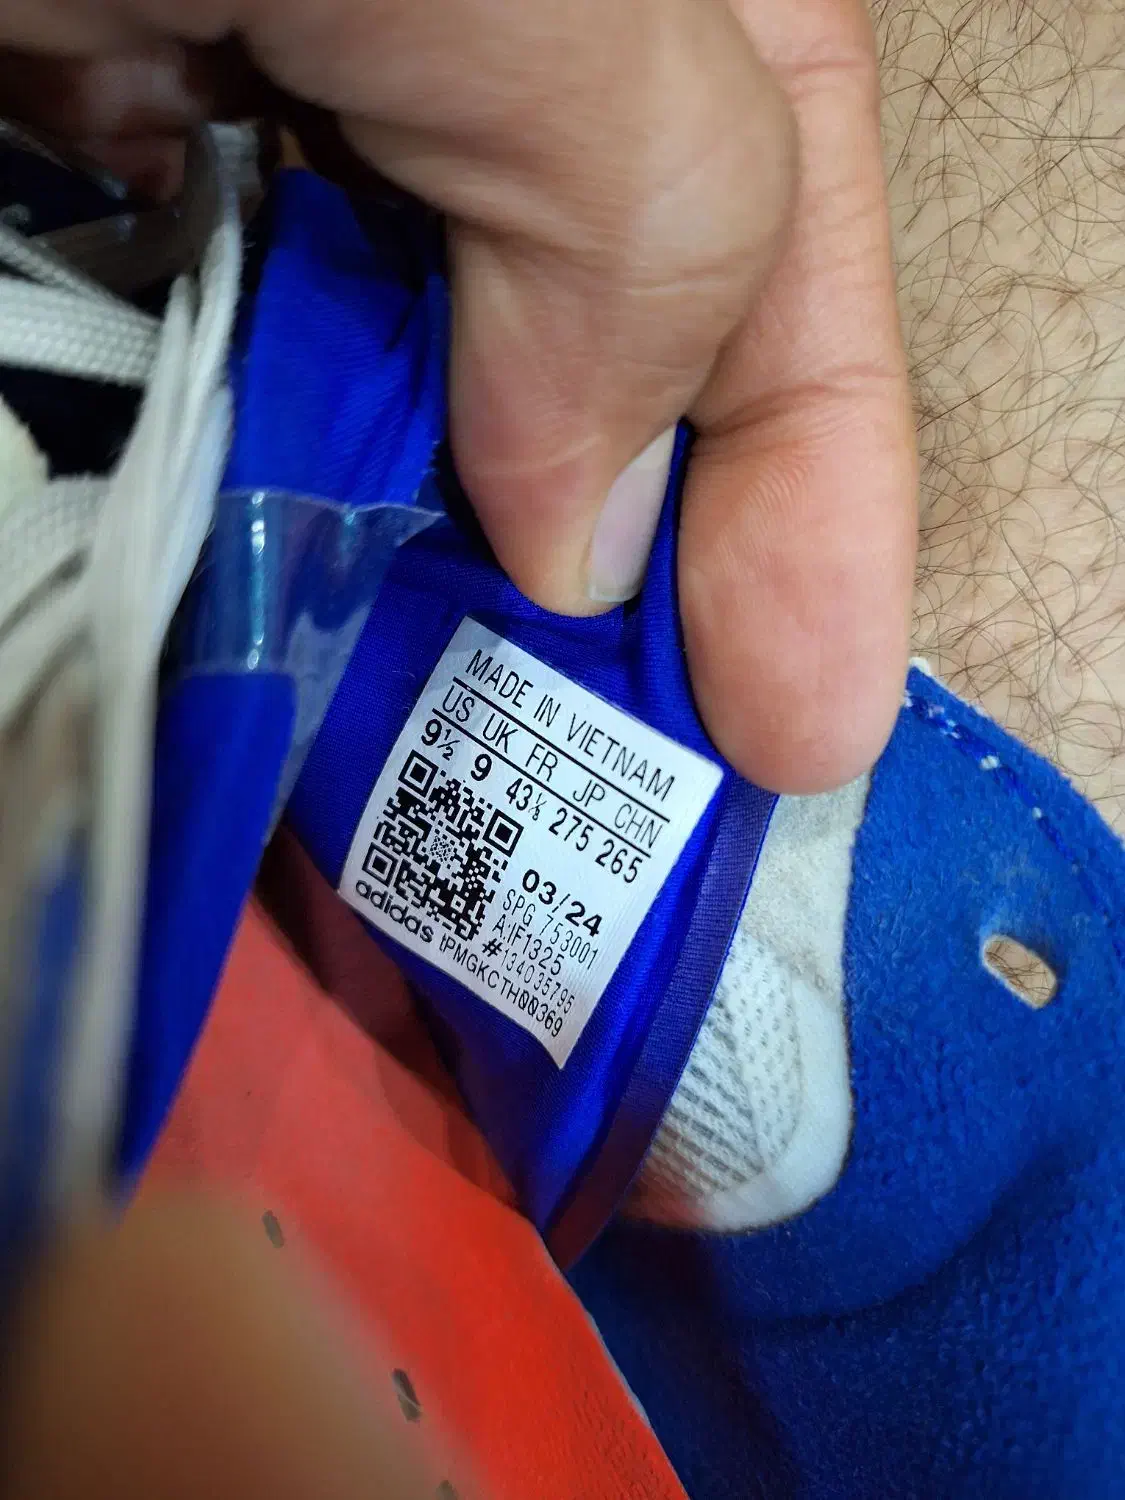 MADE IN VIETNAM
US UK FR JP CHN
9½ 9 43⅓ 275 265
03/24
SPG 753001
A:IF1325
#134035795
adidas tPMGKCTH00369